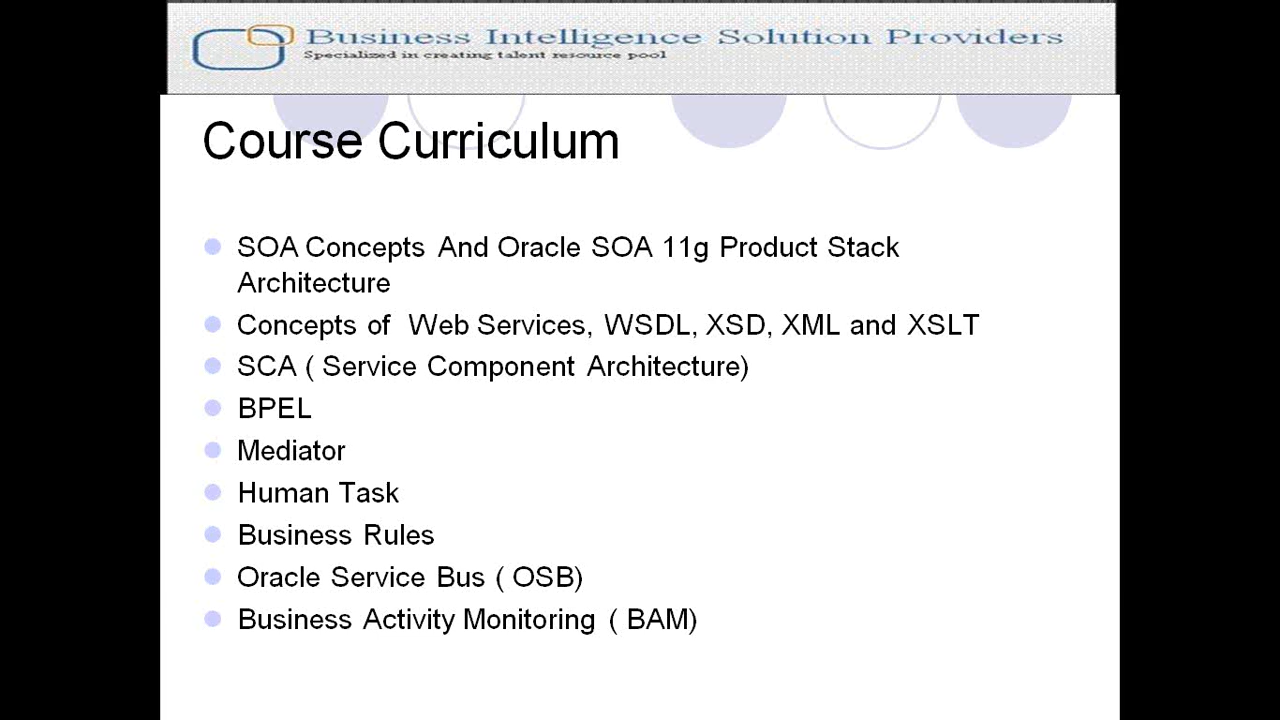 Business Intelligence Solution Providers
Specialized in creating talent resource pool
Course Curriculum
SOA Concepts And Oracle SOA 11g Product Stack
Architecture
Concepts of Web Services, WSDL, XSD, XML and XSLT
SCA ( Service Component Architecture)
BPEL
Mediator
Human Task
Business Rules
Oracle Service Bus ( OSB)
Business Activity Monitoring ( BAM)